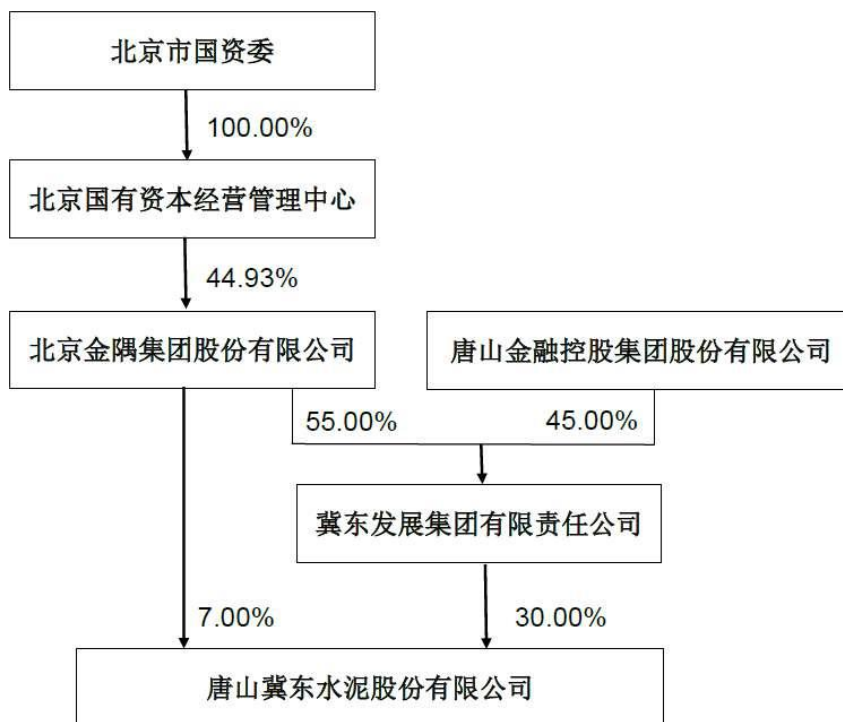 北京市国资委
100.00%
北京国有资本经营管理中心
44.93%
北京金隅集团股份有限公司
唐山金融控股集团股份有限公司
55.00%
45.00%
冀东发展集团有限责任公司
7.00%
30.00%
唐山冀东水泥股份有限公司